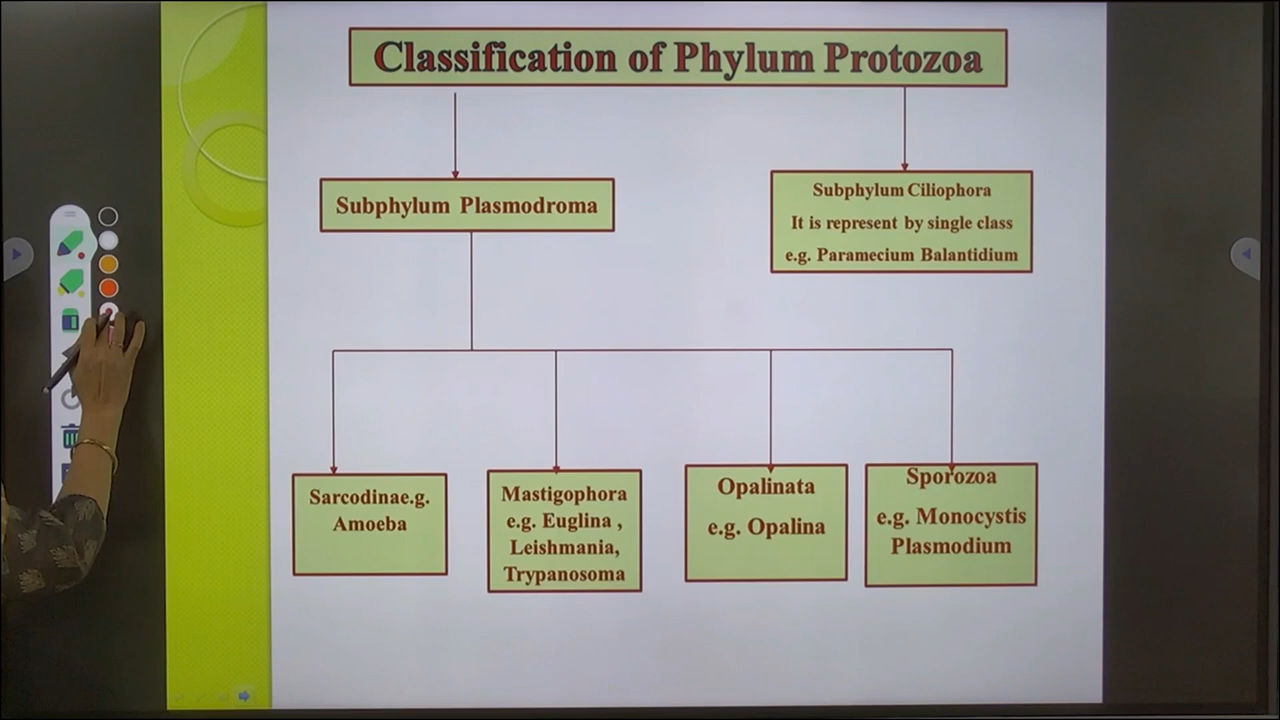 Classification of Phylum Protozoa
Subphylum Plasmodroma
Subphylum Ciliophora
It is represent by single class
e.g. Paramecium Balantidium
Sarcodinae.g.
Amoeba
Mastigophora
e.g. Euglina ,
Leishmania,
Trypanosoma
Opalinata
e.g. Opalina
Sporozoa
e.g. Monocystis
Plasmodium